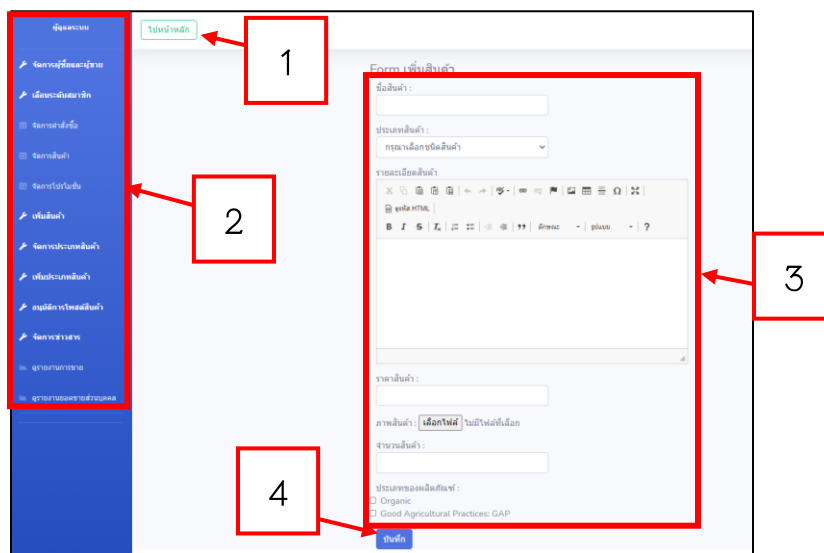 ผู้ดูแลระบบ
ไปหน้าหลัก
1
จัดการผู้ซื้อและผู้ขาย
เลื่อนระดับสมาชิก
จัดการคำสั่งซื้อ
จัดการสินค้า
จัดการโปรโมชั่น
เพิ่มสินค้า
จัดการประเภทสินค้า
เพิ่มประเภทสินค้า
อนุมัติการโพสต์สินค้า
จัดการข่าวสาร
ดูรายงานการขาย
ดูรายงานยอดขายส่วนบุคคล
2
Form เพิ่มสินค้า
ชื่อสินค้า :
ประเภทสินค้า :
กรุณาเลือกชนิดสินค้า
รายละเอียดสินค้า
ดูรหัส HTML
B I S Tx ลักษณะ รูปแบบ ?
3
ราคาสินค้า :
ภาพสินค้า : เลือกไฟล์ ไม่มีไฟล์ที่เลือก
จำนวนสินค้า :
ประเภทของผลิตภัณฑ์ :
Organic
Good Agricultural Practices: GAP
4
บันทึก